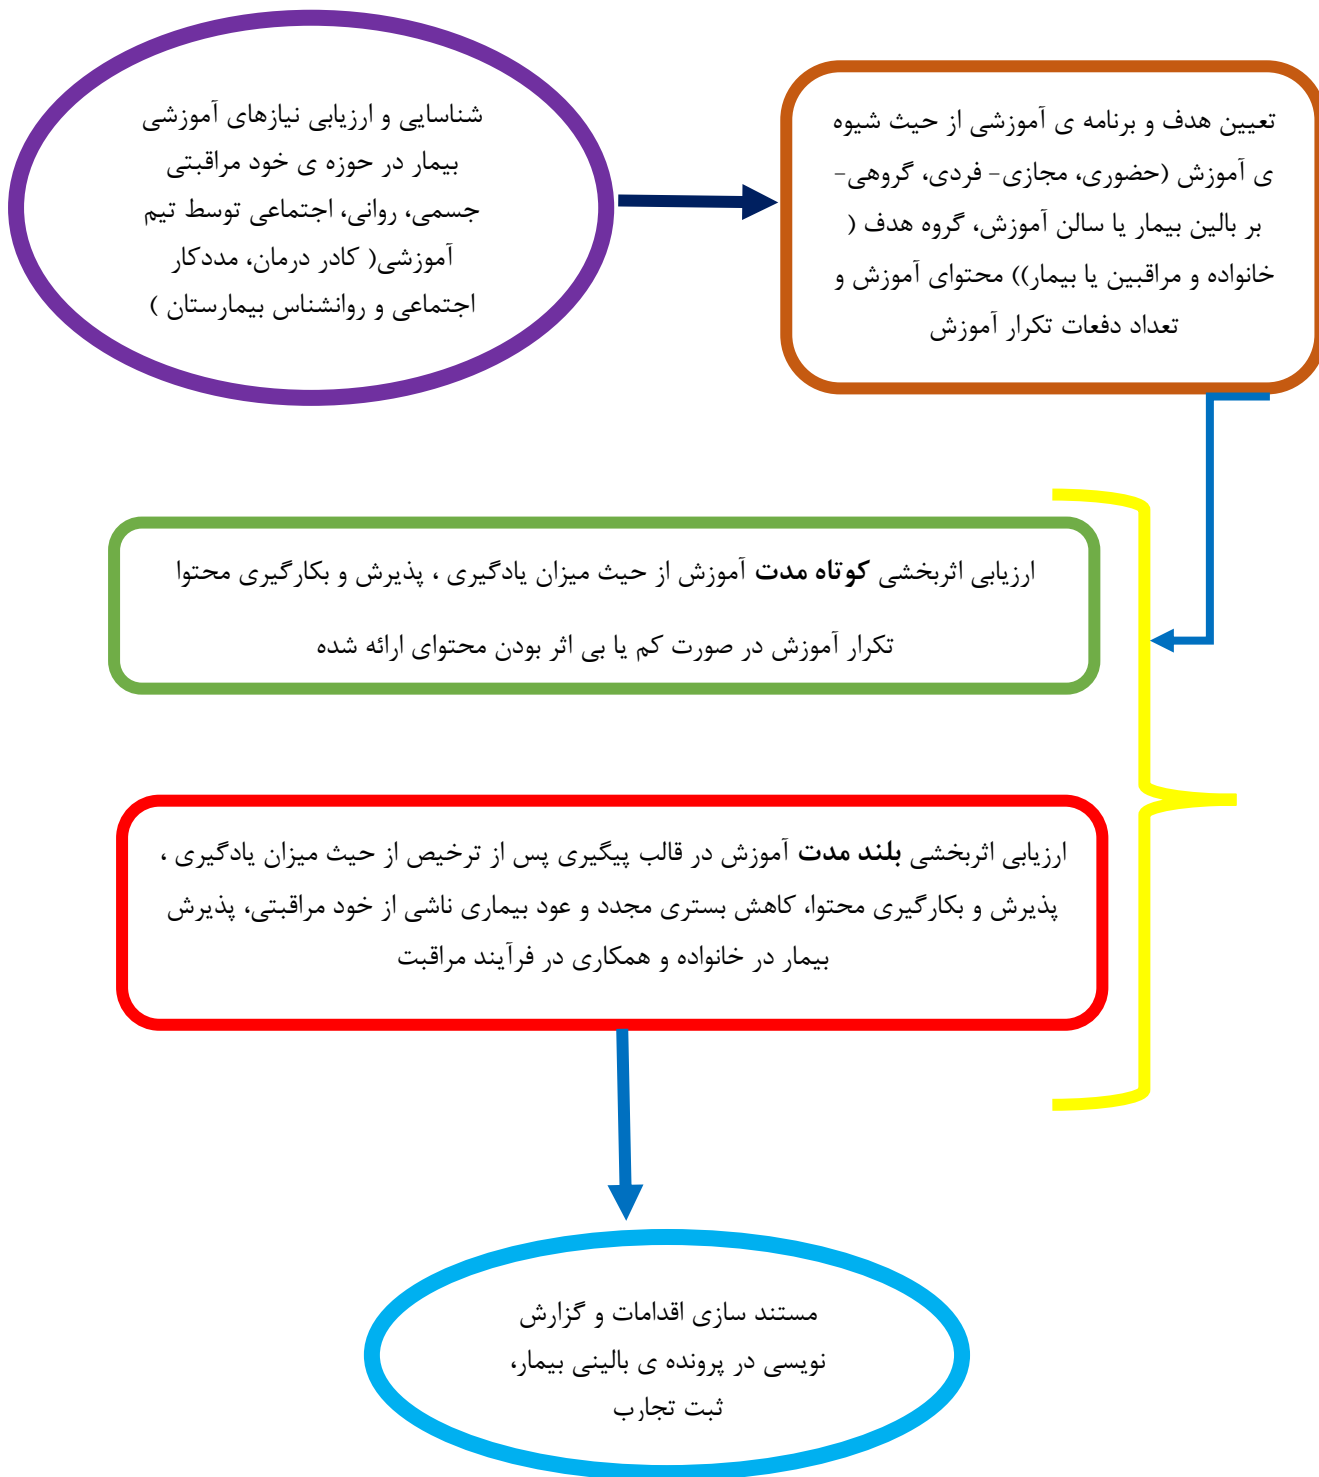 شناسایی و ارزیابی نیازهای آموزشی
بیمار در حوزه ی خود مراقبتی
جسمی، روانی، اجتماعی توسط تیم
آموزشی( کادر درمان، مددکار
اجتماعی و روانشناس بیمارستان )
تعیین هدف و برنامه ی آموزشی از حیث شیوه
ی آموزش (حضوری، مجازی- فردی، گروهی-
بر بالین بیمار یا سالن آموزش، گروه هدف (
خانواده و مراقبین یا بیمار)) محتوای آموزش و
تعداد دفعات تکرار آموزش
ارزیابی اثربخشی کوتاه مدت آموزش از حیث میزان یادگیری ، پذیرش و بکارگیری محتوا
تکرار آموزش در صورت کم یا بی اثر بودن محتوای ارائه شده
ارزیابی اثربخشی بلند مدت آموزش در قالب پیگیری پس از ترخیص از حیث میزان یادگیری ،
پذیرش و بکارگیری محتوا، کاهش بستری مجدد و عود بیماری ناشی از خود مراقبتی، پذیرش
بیمار در خانواده و همکاری در فرآیند مراقبت
مستند سازی اقدامات و گزارش
نویسی در پرونده ی بالینی بیمار،
ثبت تجارب